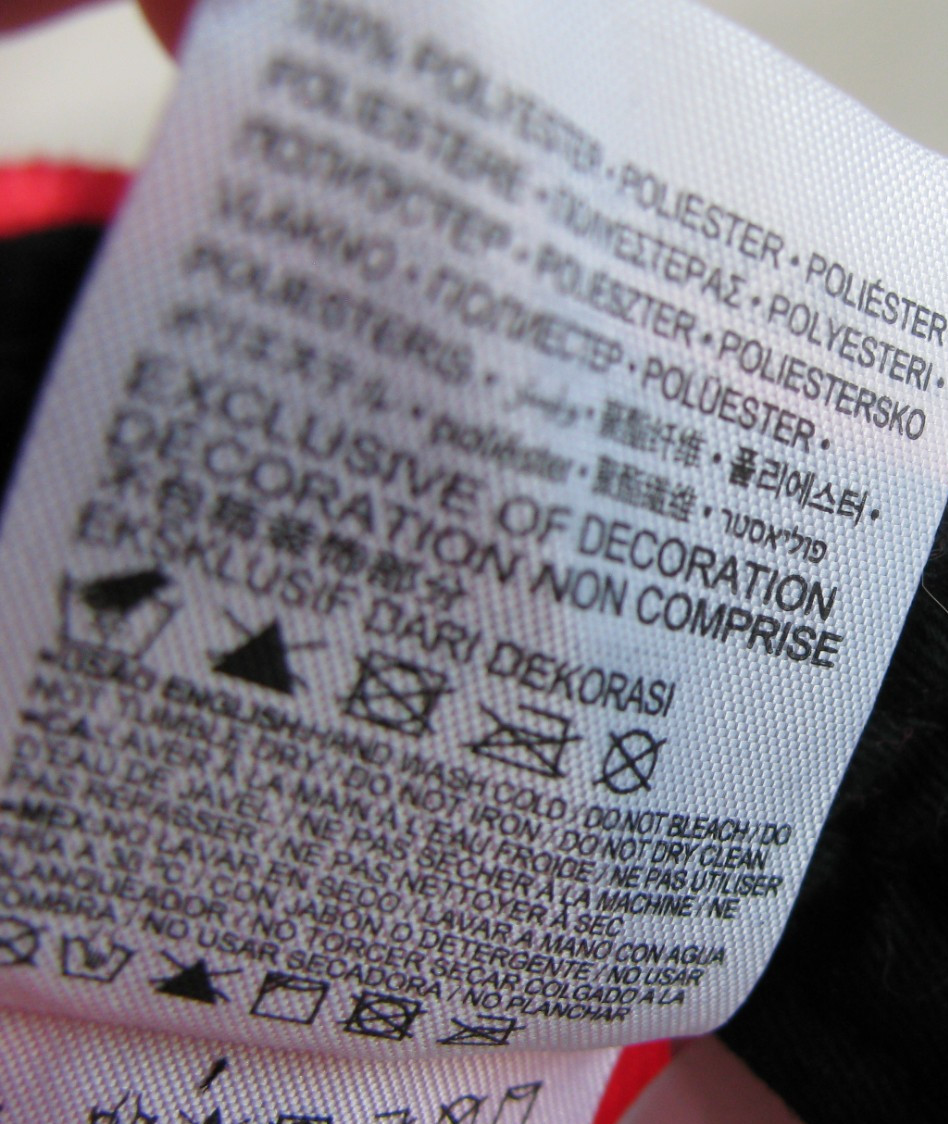 100% POLYESTER • POLIESTER • POLIÉSTER
POLIESTERE • ΠΟΛΥΕΣΤΕΡΑΣ • POLYESTERI •
ПОЛИЭСТЕР • POLIÉSZTER • POLIESTERSKO
VLAKNO • ПОЛИЕСТЕР • POLÜESTER •
POLIESTERIS • 聚酯纤维 • 폴리에스터 •
ポリエステル • poliéster • 聚酯纖維 • פוליאסטר
EXCLUSIVE OF DECORATION
DECORATION NON COMPRISE
不包括装饰部分
EKSKLUSIF DARI DEKORASI
ENGLISH: HAND WASH COLD / DO NOT BLEACH / DO
NOT TUMBLE DRY / DO NOT IRON / DO NOT DRY CLEAN
•CA: LAVER À LA MAIN À L'EAU FROIDE / NE PAS UTILISER
D'EAU DE JAVEL / NE PAS SÉCHER À LA MACHINE / NE
PAS REPASSER / NE PAS NETTOYER À SEC
•MEX: NO LAVAR EN SECO / LAVAR A MANO CON AGUA
FRIA A 30 °C / CON JABÓN O DETERGENTE / NO USAR
BLANQUEADOR / NO TORCER SECAR COLGADO A LA
SOMBRA / NO USAR SECADORA / NO PLANCHAR